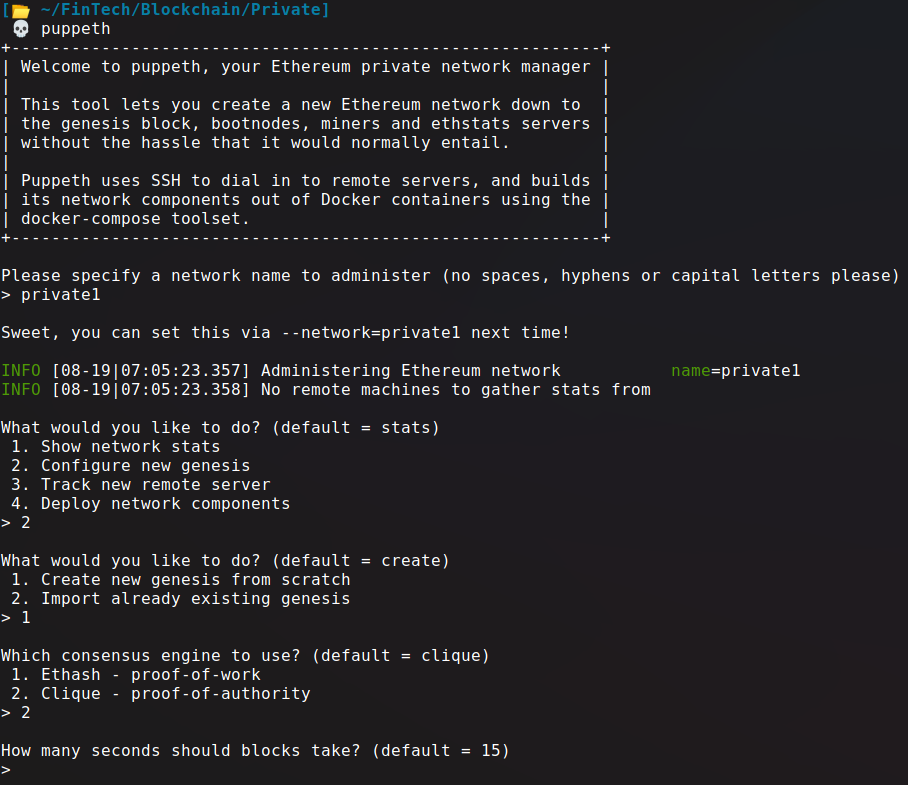 [📂 ~/FinTech/Blockchain/Private]
💀 puppeth
+-----------------------------------------------------------+
| Welcome to puppeth, your Ethereum private network manager |
|                                                           |
| This tool lets you create a new Ethereum network down to  |
| the genesis block, bootnodes, miners and ethstats servers |
| without the hassle that it would normally entail.         |
|                                                           |
| Puppeth uses SSH to dial in to remote servers, and builds |
| its network components out of Docker containers using the |
| docker-compose toolset.                                   |
+-----------------------------------------------------------+

Please specify a network name to administer (no spaces, hyphens or capital letters please)
> private1

Sweet, you can set this via --network=private1 next time!

INFO [08-19|07:05:23.357] Administering Ethereum network           name=private1
INFO [08-19|07:05:23.358] No remote machines to gather stats from

What would you like to do? (default = stats)
 1. Show network stats
 2. Configure new genesis
 3. Track new remote server
 4. Deploy network components
> 2

What would you like to do? (default = create)
 1. Create new genesis from scratch
 2. Import already existing genesis
> 1

Which consensus engine to use? (default = clique)
 1. Ethash - proof-of-work
 2. Clique - proof-of-authority
> 2

How many seconds should blocks take? (default = 15)
>